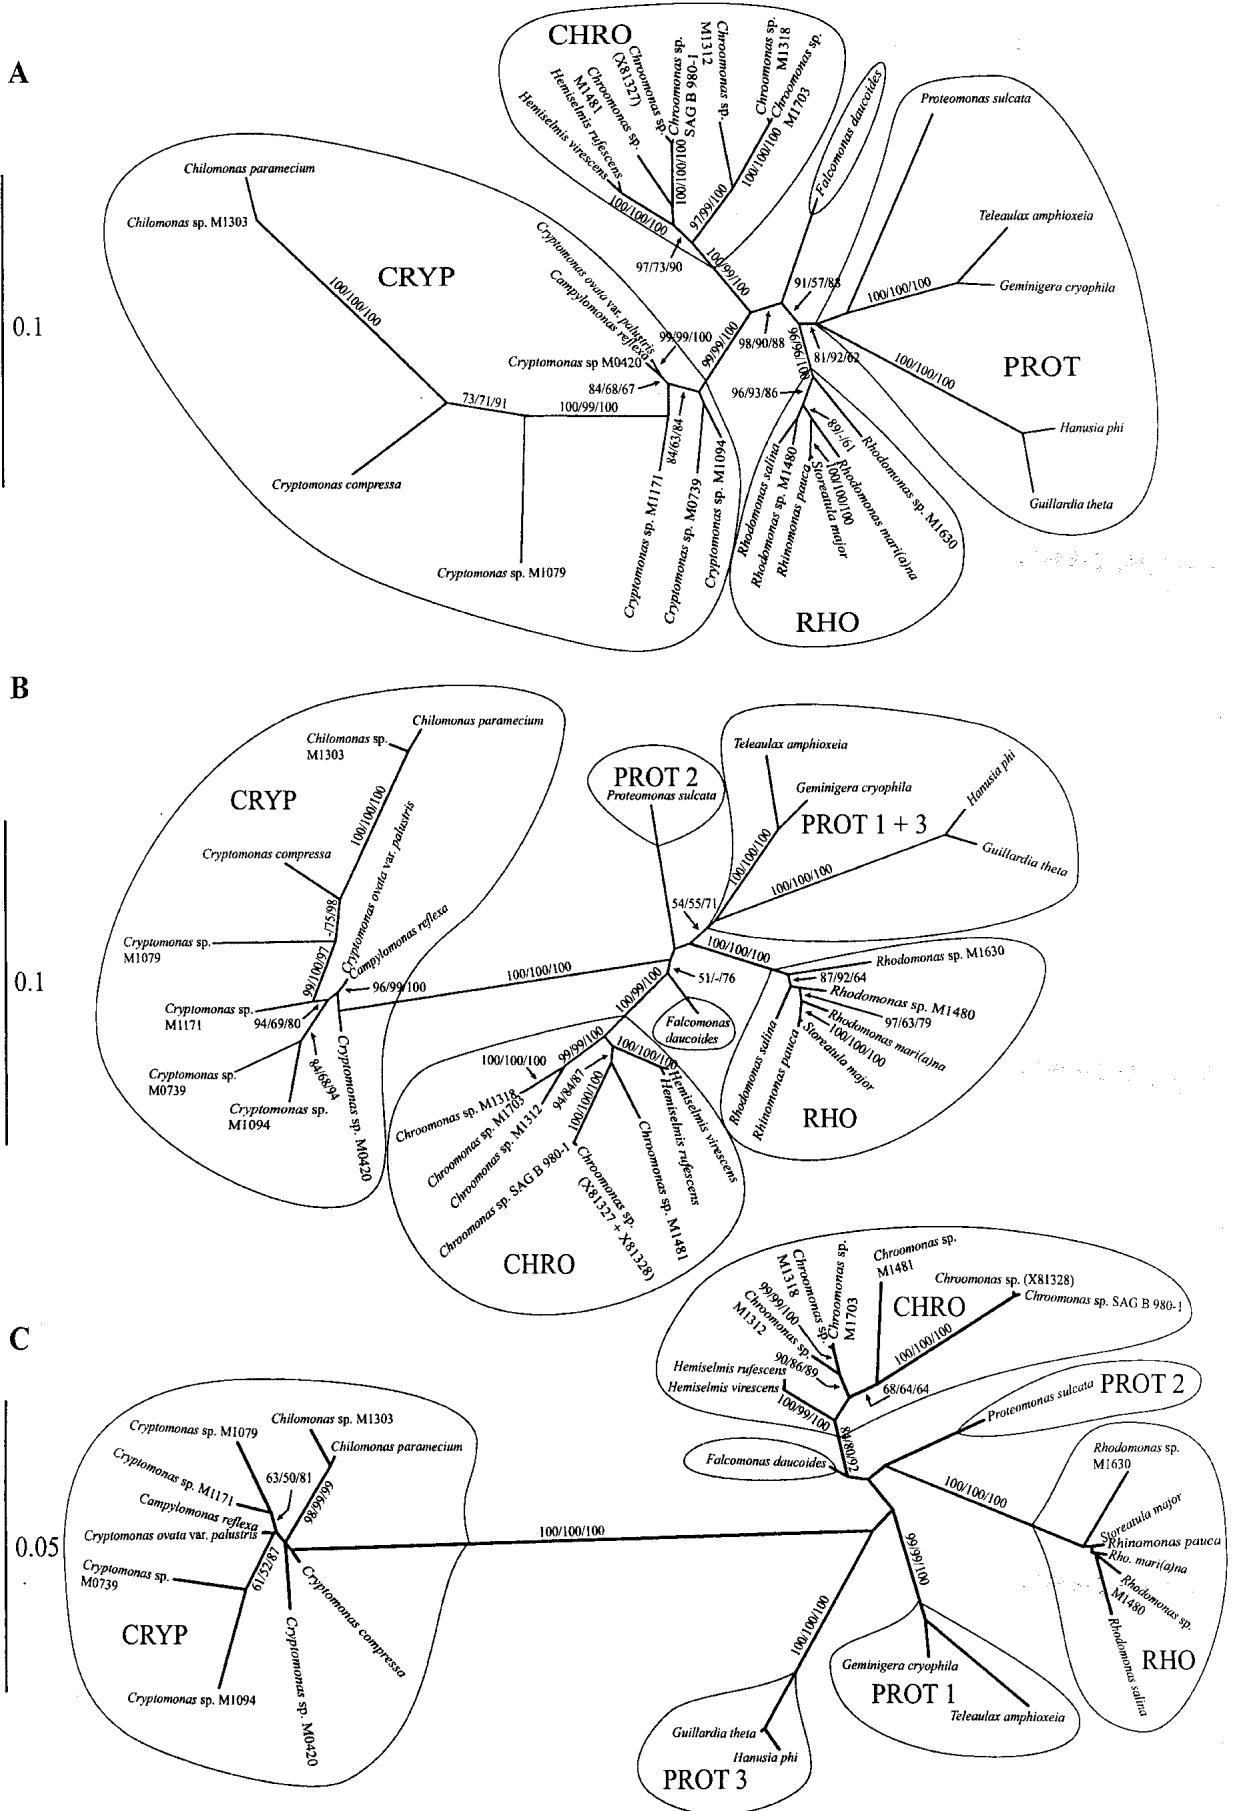 A
CHRO
Hemiselmis virescens
Hemiselmis rufescens
Chroomonas sp.
M1481
Chroomonas sp.
(X81327)
Chroomonas sp.
SAG B 980-1
Chroomonas sp.
M1312
Chroomonas sp.
M1318
Chroomonas sp.
M1703
100/100/100
100/100/100
97/99/100
100/100/100
97/73/90
100/99/100
Falcomonas daucoides
Proteomonas sulcata
Teleaulax amphioxeia
Geminigera cryophila
100/100/100
PROT
100/100/100
Hanusia phi
Guillardia theta
91/57/88
98/90/88
96/96/100
81/92/62
96/93/86
89/-/61
100/100/100
Rhodomonas salina
Rhodomonas sp. M1480
Rhinomonas pauca
Storeatula major
Rhodomonas mari(a)na
Rhodomonas sp. M1630
RHO
Chilomonas paramecium
Chilomonas sp. M1303
CRYP
100/100/100
0.1
Cryptomonas ovata var. palustris
Campylomonas reflexa
99/99/100
99/99/100
Cryptomonas sp M0420
84/68/67
73/71/91
100/99/100
84/63/84
Cryptomonas compressa
Cryptomonas sp. M1079
Cryptomonas sp. M1171
Cryptomonas sp. M0739
Cryptomonas sp. M1094
B
Chilomonas paramecium
Chilomonas sp.
M1303
CRYP
100/100/100
Cryptomonas compressa
Cryptomonas ovata var. palustris
-/75/98
Campylomonas reflexa
Cryptomonas sp.
M1079
99/100/97
96/99/100
Cryptomonas sp.
M1171
94/69/80
84/68/94
Cryptomonas sp.
M0739
Cryptomonas sp.
M1094
Cryptomonas sp. M0420
0.1
100/100/100
PROT 2
Proteomonas sulcata
Teleaulax amphioxeia
Geminigera cryophila
Hanusia phi
PROT 1 + 3
Guillardia theta
100/100/100
100/100/100
54/55/71
100/100/100
51/-/76
Falcomonas
daucoides
Rhodomonas sp. M1630
87/92/64
Rhodomonas sp. M1480
97/63/79
Rhodomonas mari(a)na
100/100/100
Storeatula major
Rhinomonas pauca
Rhodomonas salina
RHO
100/99/100
99/99/100
100/100/100
100/100/100
94/84/87
100/100/100
Chroomonas sp. M1318
Chroomonas sp. M1703
Chroomonas sp. M1312
Chroomonas sp. SAG B 980-1
Chroomonas sp.
(X81327 + X81328)
Chroomonas sp. M1481
Hemiselmis rufescens
Hemiselmis virescens
CHRO
C
Chroomonas sp.
M1312
99/99/100
Chroomonas sp.
M1318
Chroomonas sp.
M1703
Chroomonas sp.
M1481
Chroomonas sp. (X81328)
Chroomonas sp. SAG B 980-1
CHRO
100/100/100
90/86/89
Hemiselmis rufescens
Hemiselmis virescens
68/64/64
100/99/100
84/80/92
Proteomonas sulcata
PROT 2
Falcomonas daucoides
Rhodomonas sp.
M1630
100/100/100
Storeatula major
Rhinomonas pauca
Rho. mari(a)na
Rhodomonas sp.
M1480
Rhodomonas salina
RHO
Chilomonas sp. M1303
Cryptomonas sp. M1079
Chilomonas paramecium
Cryptomonas sp. M1171
63/50/81
98/99/99
Campylomonas reflexa
Cryptomonas ovata var. palustris
0.05
Cryptomonas sp.
M0739
61/52/87
Cryptomonas compressa
CRYP
Cryptomonas sp. M1094
Cryptomonas sp. M0420
100/100/100
99/99/100
100/100/100
Geminigera cryophila
PROT 1
Teleaulax amphioxeia
Guillardia theta
Hanusia phi
PROT 3